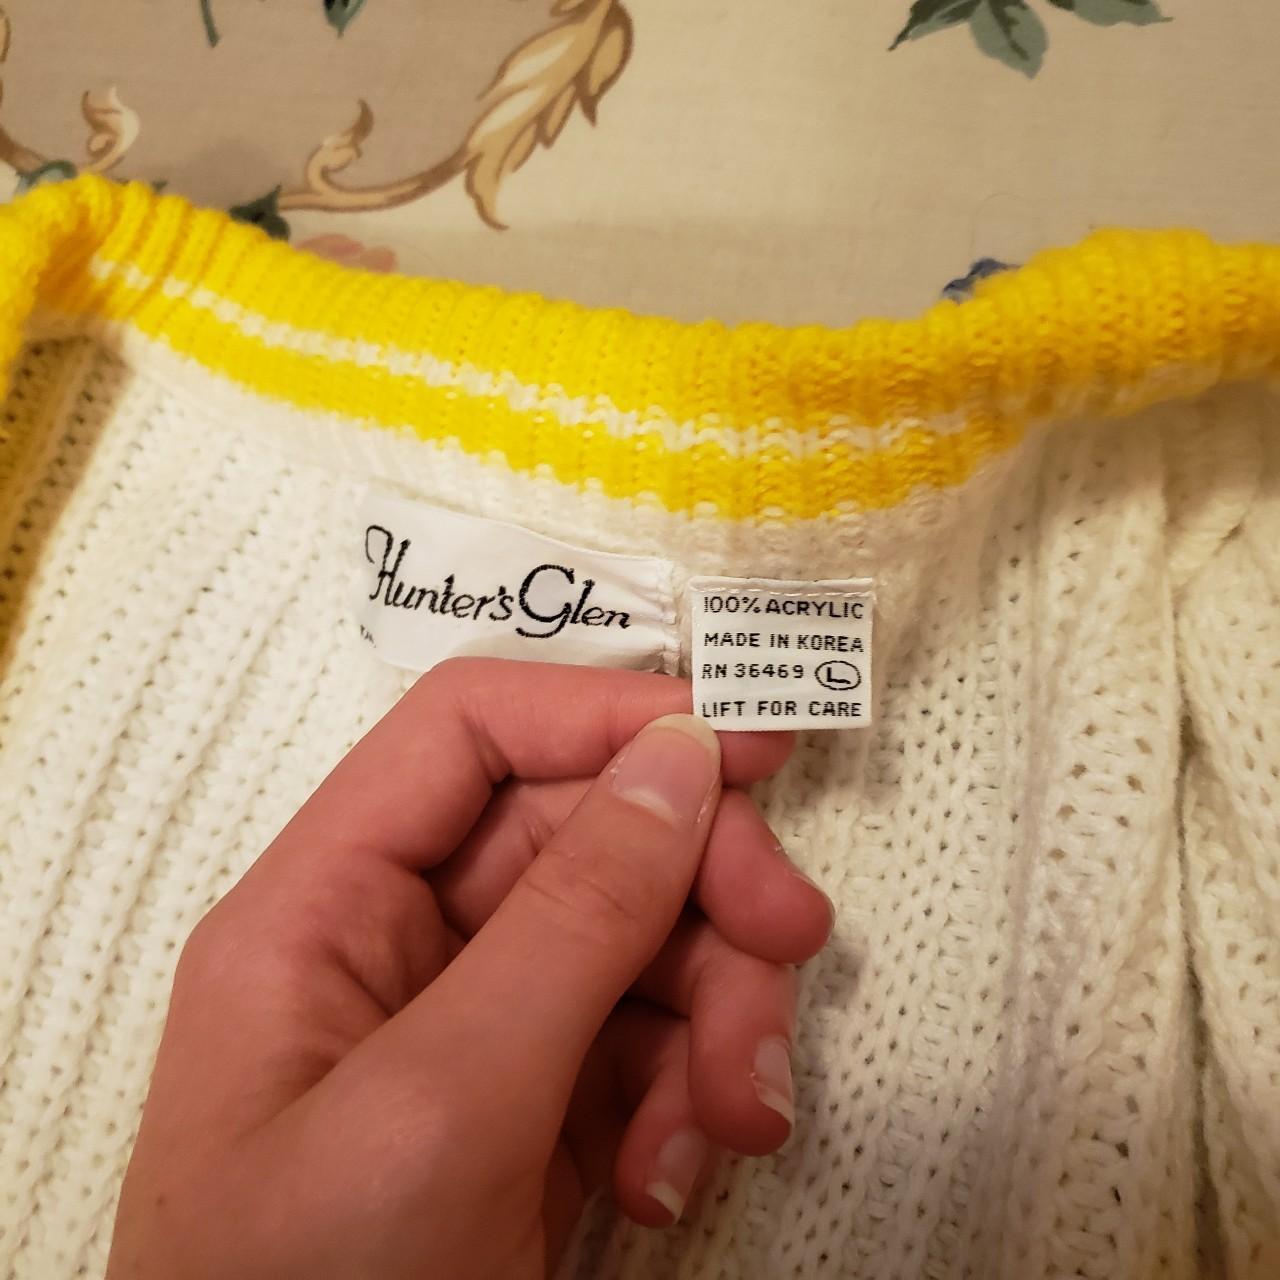 Hunter's Glen
100% ACRYLIC
MADE IN KOREA
RN 36469 L
LIFT FOR CARE